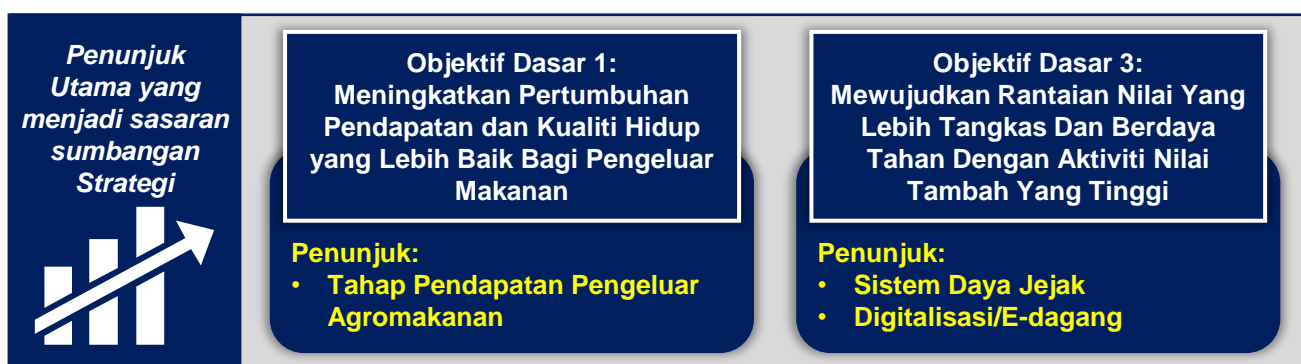 Penunjuk
Utama yang
menjadi sasaran
sumbangan
Strategi
Objektif Dasar 1:
Meningkatkan Pertumbuhan
Pendapatan dan Kualiti Hidup
yang Lebih Baik Bagi Pengeluar
Makanan
Penunjuk:
• Tahap Pendapatan Pengeluar
Agromakanan
Objektif Dasar 3:
Mewujudkan Rantaian Nilai Yang
Lebih Tangkas Dan Berdaya
Tahan Dengan Aktiviti Nilai
Tambah Yang Tinggi
Penunjuk:
• Sistem Daya Jejak
• Digitalisasi/E-dagang